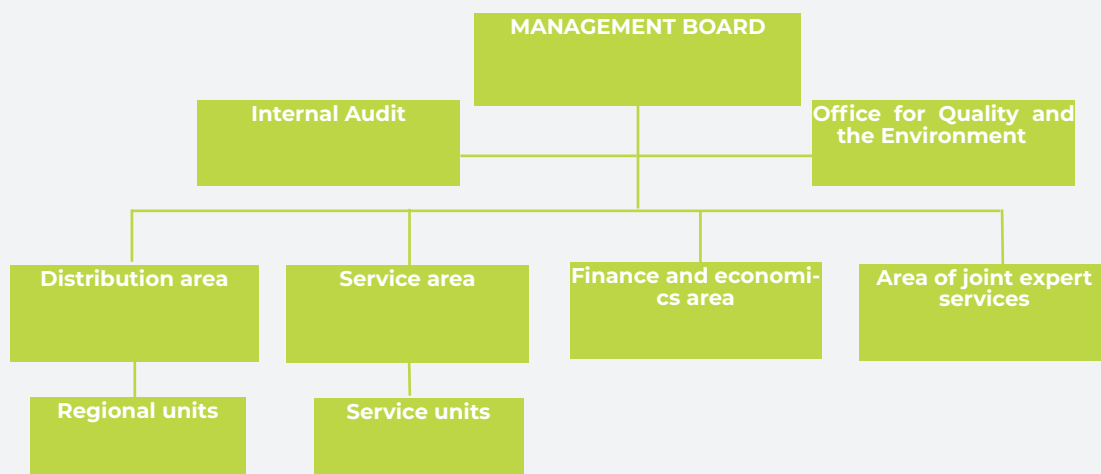 MANAGEMENT BOARD
Internal Audit
Office for Quality and
the Environment
Distribution area
Service area
Finance and economi-
cs area
Area of joint expert
services
Regional units
Service units